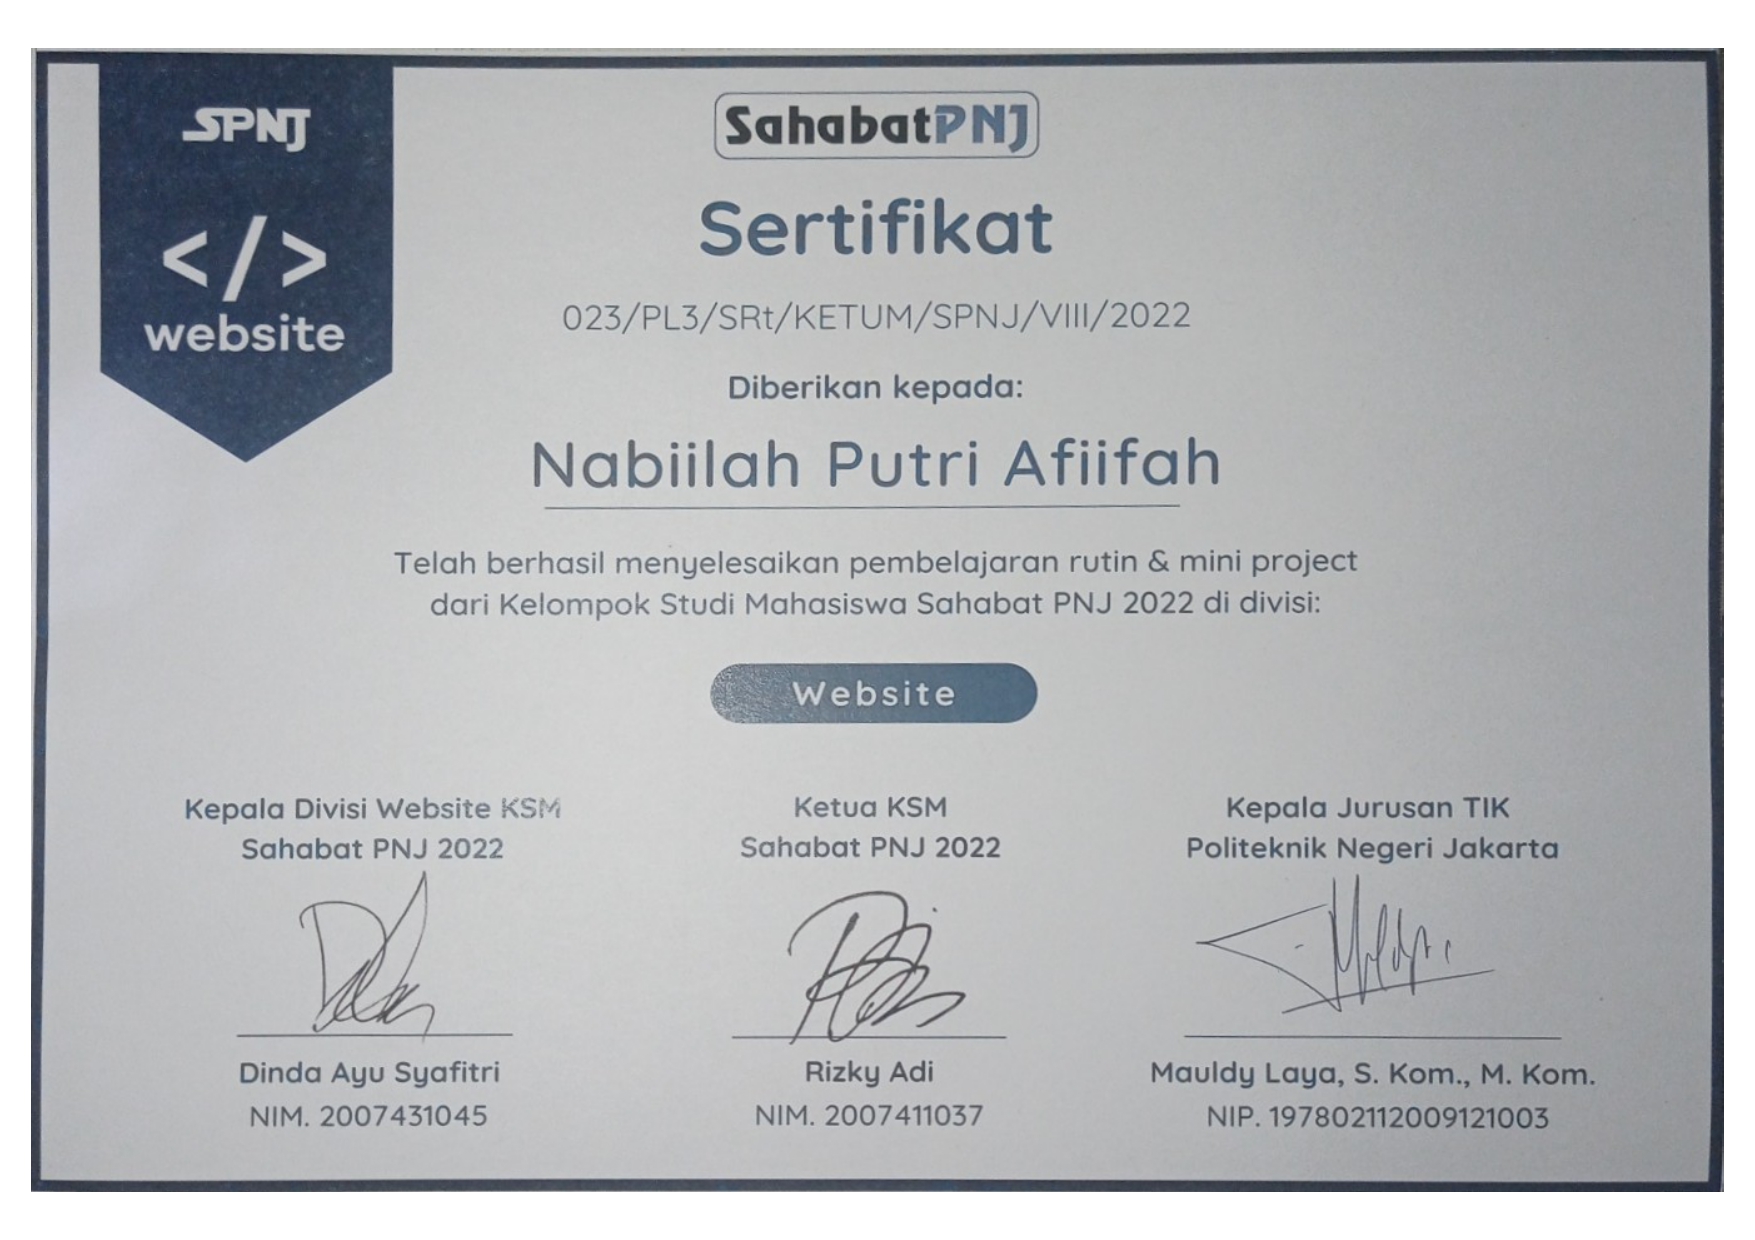 SPNJ
</>
website
SahabatPNJ
Sertifikat
023/PL3/SRt/KETUM/SPNJ/VIII/2022
Diberikan kepada:
Nabiilah Putri Afiifah
Telah berhasil menyelesaikan pembelajaran rutin & mini project
dari Kelompok Studi Mahasiswa Sahabat PNJ 2022 di divisi:
Website
Kepala Divisi Website KSM
Sahabat PNJ 2022
Dinda Ayu Syafitri
NIM. 2007431045
Ketua KSM
Sahabat PNJ 2022
Rizky Adi
NIM. 2007411037
Kepala Jurusan TIK
Politeknik Negeri Jakarta
Mauldy Laya, S. Kom., M. Kom.
NIP. 197802112009121003